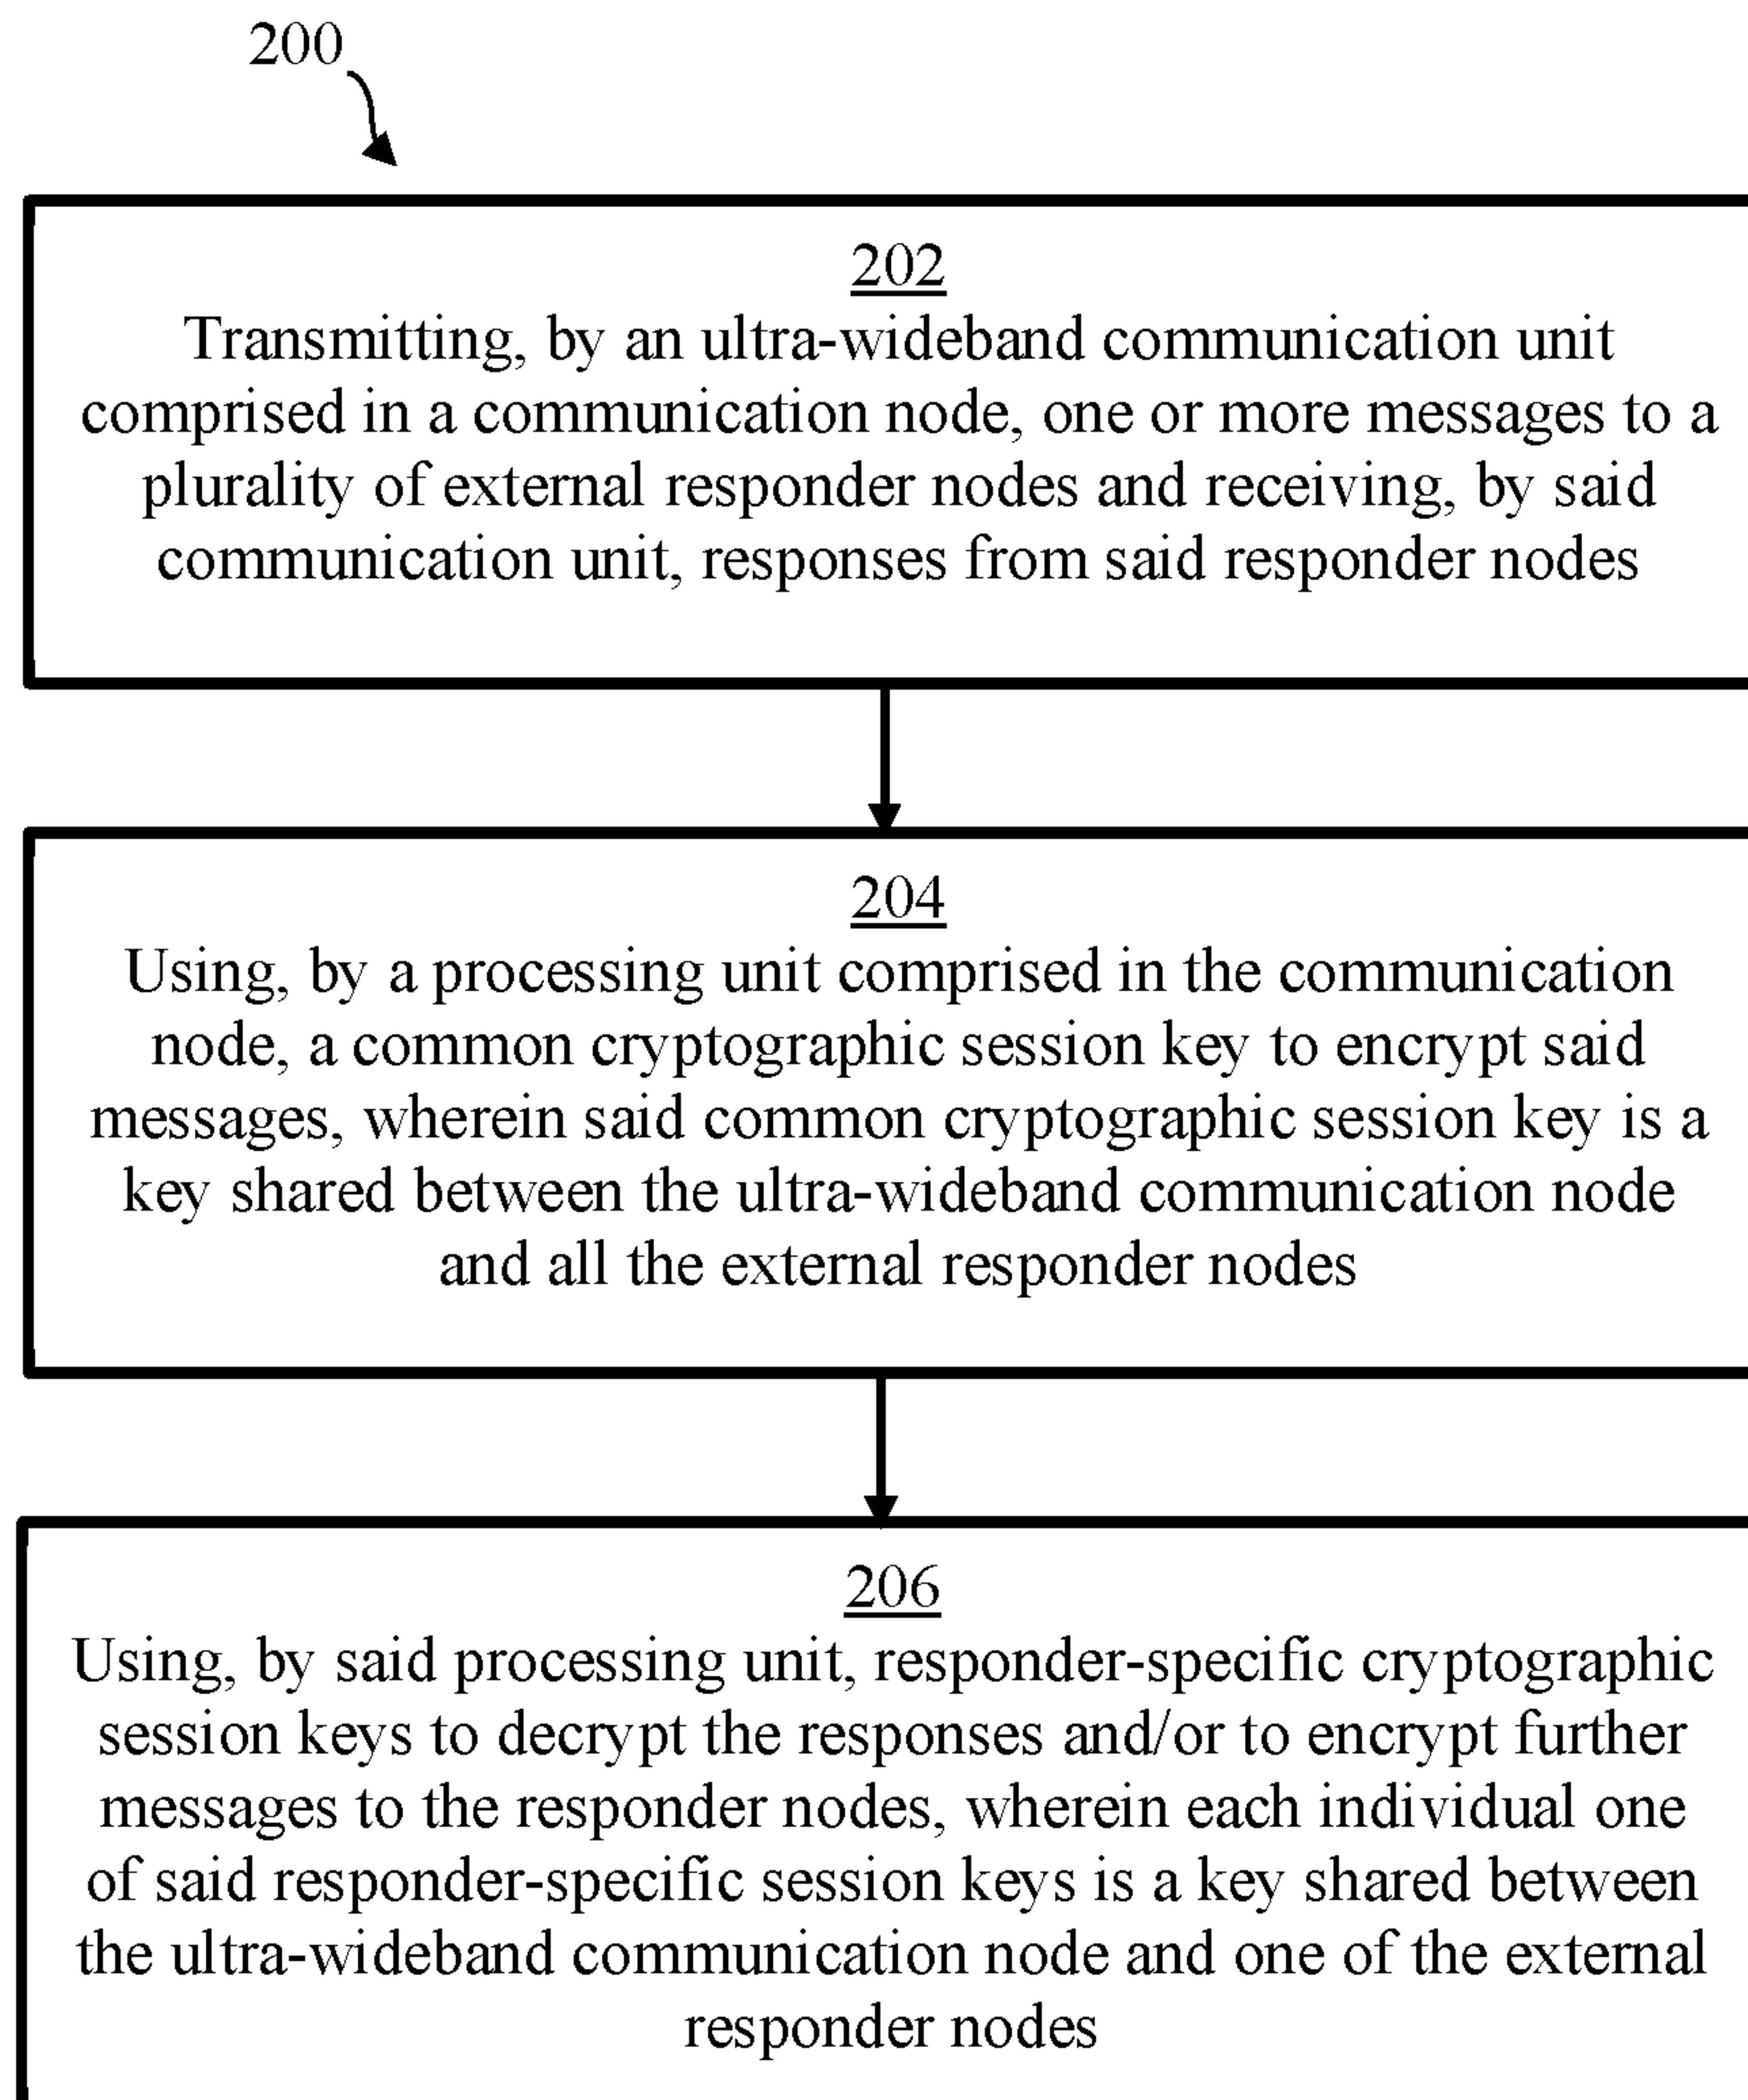 200
202
Transmitting, by an ultra-wideband communication unit
comprised in a communication node, one or more messages to a
plurality of external responder nodes and receiving, by said
communication unit, responses from said responder nodes
204
Using, by a processing unit comprised in the communication
node, a common cryptographic session key to encrypt said
messages, wherein said common cryptographic session key is a
key shared between the ultra-wideband communication node
and all the external responder nodes
206
Using, by said processing unit, responder-specific cryptographic
session keys to decrypt the responses and/or to encrypt further
messages to the responder nodes, wherein each individual one
of said responder-specific session keys is a key shared between
the ultra-wideband communication node and one of the external
responder nodes